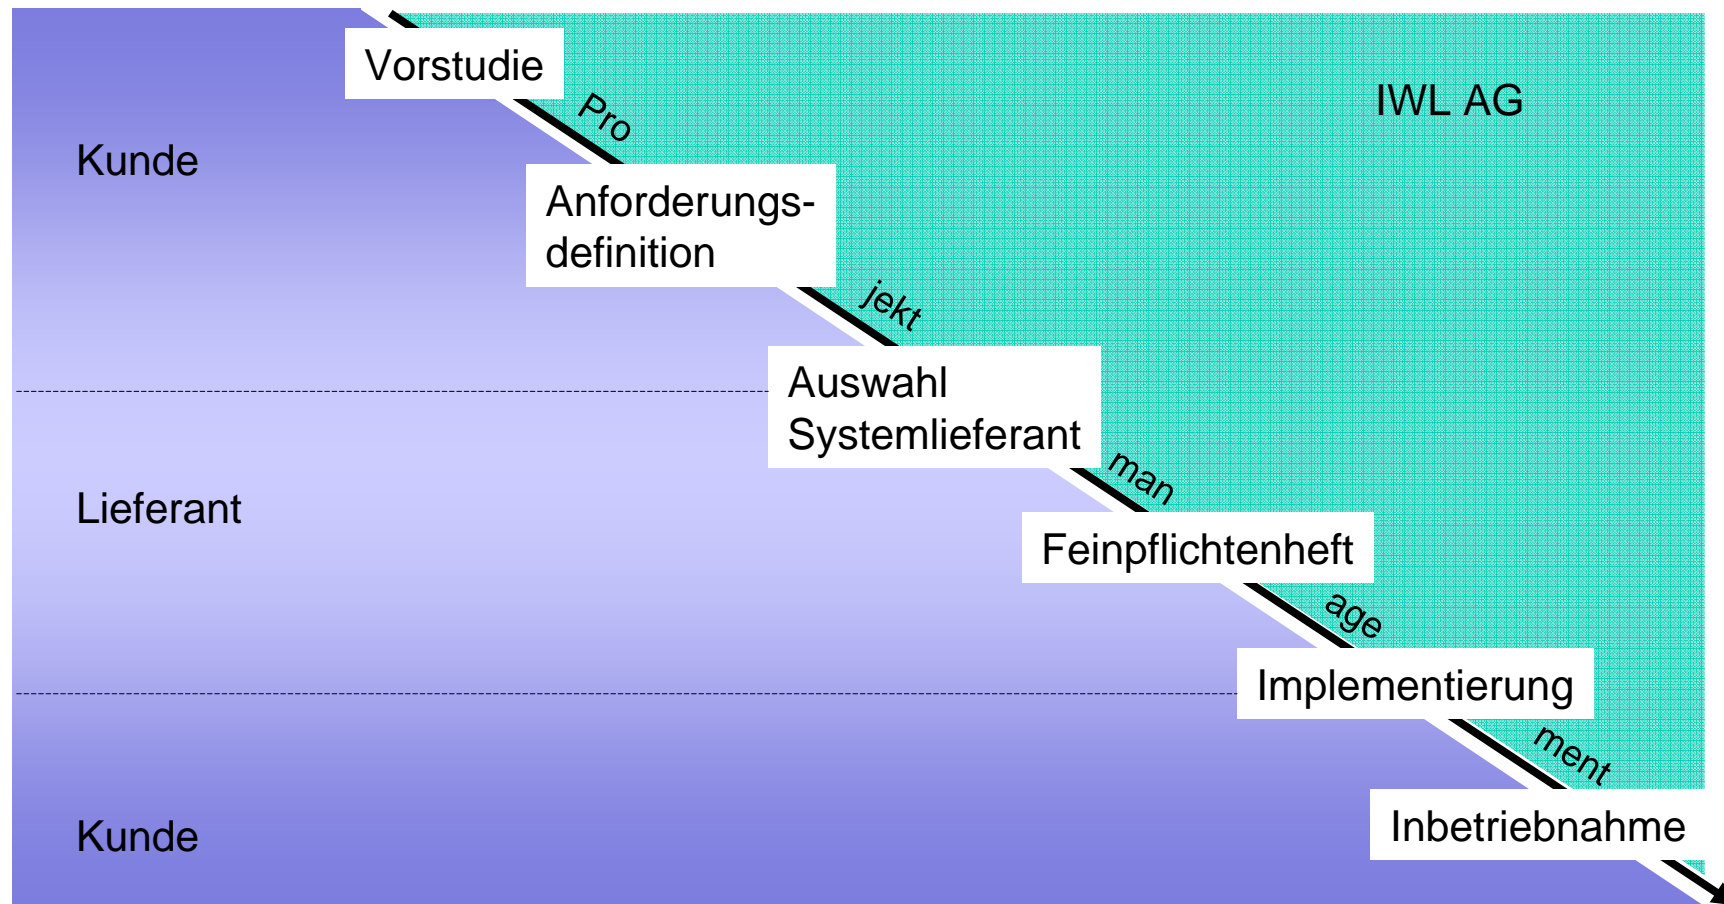 Vorstudie
IWL AG
Pro
Kunde
Anforderungs-
definition
jekt
Auswahl
Systemlieferant
man
Lieferant
Feinpflichtenheft
age
Implementierung
ment
Kunde
Inbetriebnahme